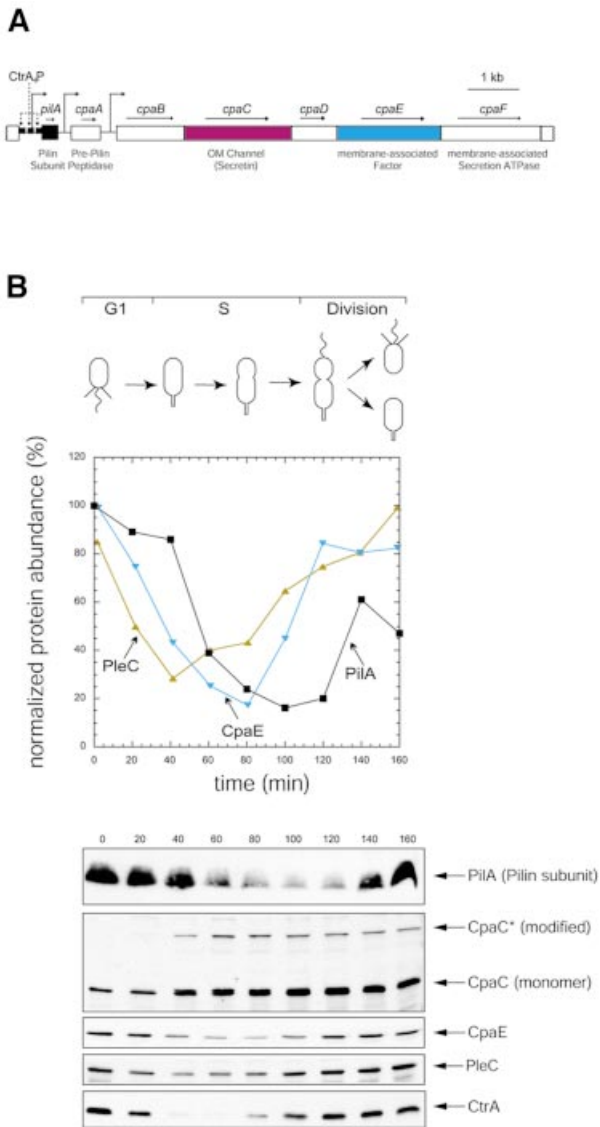 A
CtrA~P
1 kb
pilA cpaA cpaB cpaC cpaD cpaE cpaF
Pilin Pre-Pilin OM Channel membrane-associated membrane-associated
Subunit Peptidase (Secretin) Factor Secretion ATPase
B
G1 S Division
normalized protein abundance (%)
120
100
80
60
40
20
0
PleC
CpaE
PilA
0 20 40 60 80 100 120 140 160
time (min)
0 20 40 60 80 100 120 140 160
PilA (Pilin subunit)
CpaC* (modified)
CpaC (monomer)
CpaE
PleC
CtrA